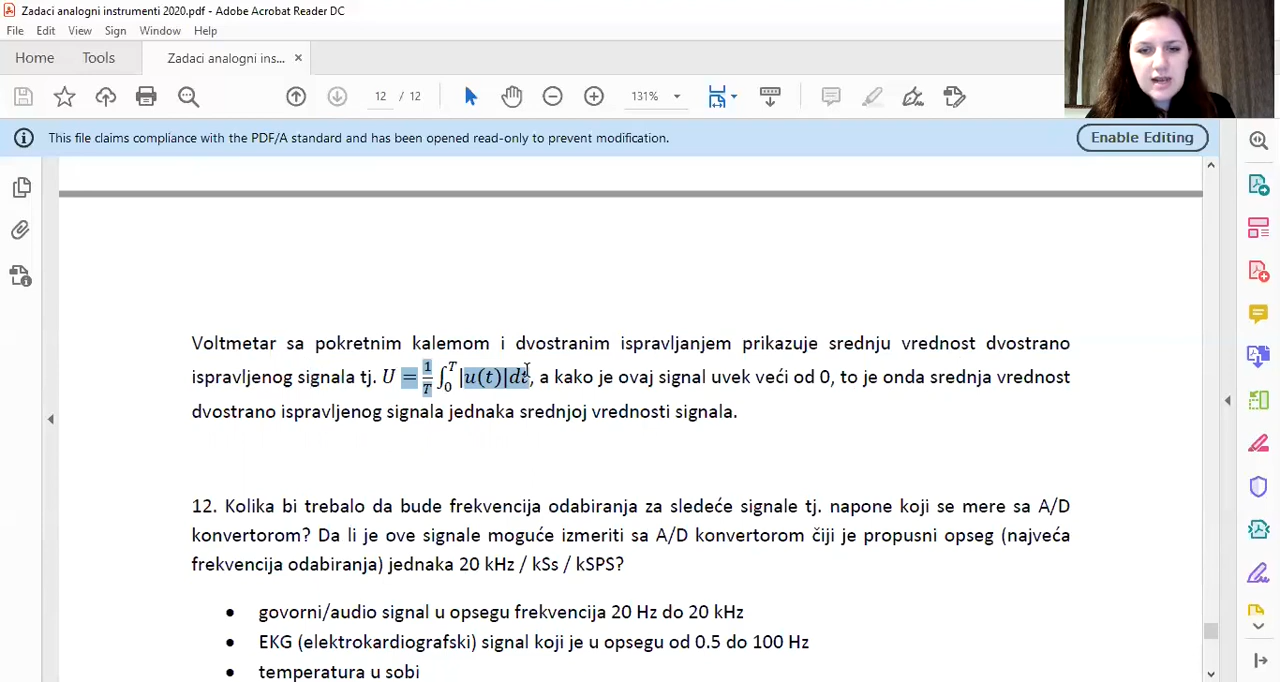 Zadaci analogni instrumenti 2020.pdf - Adobe Acrobat Reader DC
File Edit View Sign Window Help
Home Tools Zadaci analogni ins... ×
12 / 12 131%
This file claims compliance with the PDF/A standard and has been opened read-only to prevent modification.
Enable Editing
Voltmetar sa pokretnim kalemom i dvostranim ispravljanjem prikazuje srednju vrednost dvostrano
ispravljenog signala tj. U = 1/T ∫₀ᵀ |u(t)|dt, a kako je ovaj signal uvek veći od 0, to je onda srednja vrednost
dvostrano ispravljenog signala jednaka srednjoj vrednosti signala.
12. Kolika bi trebalo da bude frekvencija odabiranja za sledeće signale tj. napone koji se mere sa A/D
konvertorom? Da li je ove signale moguće izmeriti sa A/D konvertorom čiji je propusni opseg (najveća
frekvencija odabiranja) jednaka 20 kHz / kSs / kSPS?
• govorni/audio signal u opsegu frekvencija 20 Hz do 20 kHz
• EKG (elektrokardiografski) signal koji je u opsegu od 0.5 do 100 Hz
• temperatura u sobi